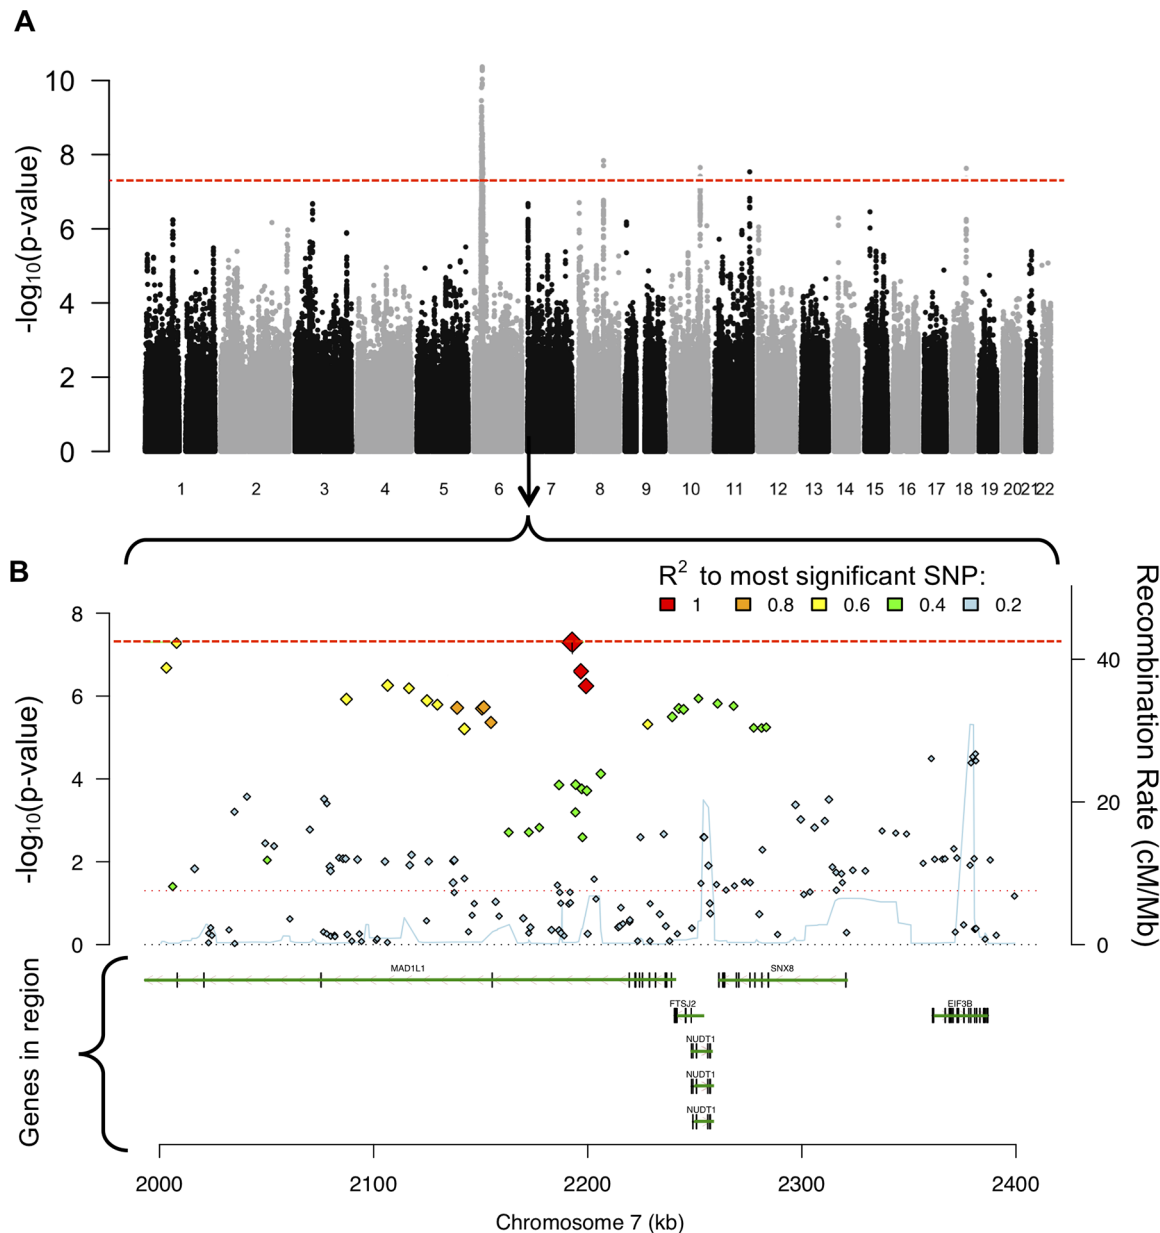 A
-log10(p-value)
10
8
6
4
2
0
1 2 3 4 5 6 7 8 9 10 11 12 13 14 15 16 17 18 19 20 21 22
B
R2 to most significant SNP:
1 0.8 0.6 0.4 0.2
-log10(p-value)
8
6
4
2
0
Recombination Rate (cM/Mb)
40
20
0
Genes in region
MAD1L1
SNX8
FTSJ2
EIF3B
NUDT1
NUDT1
NUDT1
2000 2100 2200 2300 2400
Chromosome 7 (kb)